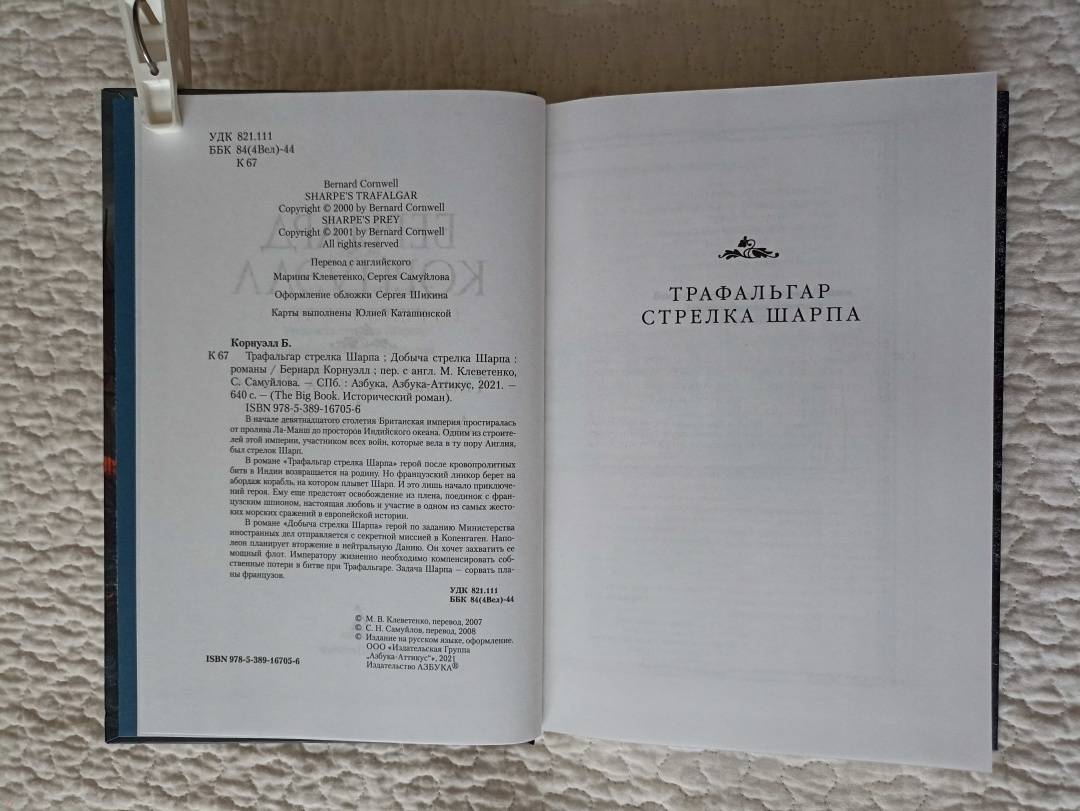 УДК 821.111
ББК 84(4Вел)-44
К 67
Bernard Cornwell
SHARPE'S TRAFALGAR
Copyright © 2000 by Bernard Cornwell
SHARPE'S PREY
Copyright © 2001 by Bernard Cornwell
All rights reserved
Перевод с английского
Марины Клеветенко, Сергея Самуйлова
Оформление обложки Сергея Шикина
Карты выполнены Юлией Каташинской
Корнуэлл Б.
К 67 Трафальгар стрелка Шарпа ; Добыча стрелка Шарпа :
романы / Бернард Корнуэлл ; пер. с англ. М. Клеветенко,
С. Самуйлова. — СПб. : Азбука, Азбука-Аттикус, 2021. —
640 с. — (The Big Book. Исторический роман).
ISBN 978-5-389-16705-6
В начале девятнадцатого столетия Британская империя простиралась
от пролива Ла-Манш до просторов Индийского океана. Одним из строите-
лей этой империи, участником всех войн, которые вела в ту пору Англия,
был стрелок Шарп.
В романе «Трафальгар стрелка Шарпа» герой после кровопролитных
битв в Индии возвращается на родину. Но французский линкор берет на
абордаж корабль, на котором плывет Шарп. И это лишь начало приключе-
ний героя. Ему еще предстоят освобождение из плена, поединок с фран-
цузским шпионом, настоящая любовь и участие в одном из самых жесто-
ких морских сражений в европейской истории.
В романе «Добыча стрелка Шарпа» герой по заданию Министерства
иностранных дел отправляется с секретной миссией в Копенгаген. Напо-
леон планирует вторжение в нейтральную Данию. Он хочет захватить ее
мощный флот. Императору жизненно необходимо компенсировать соб-
ственные потери в битве при Трафальгаре. Задача Шарпа — сорвать пла-
ны французов.
УДК 821.111
ББК 84(4Вел)-44
© М. В. Клеветенко, перевод, 2007
© С. Н. Самуйлов, перевод, 2008
© Издание на русском языке, оформление.
ООО «Издательская Группа
„Азбука-Аттикус“», 2021
Издательство АЗБУКА®
ISBN 978-5-389-16705-6
ТРАФАЛЬГАР
СТРЕЛКА ШАРПА